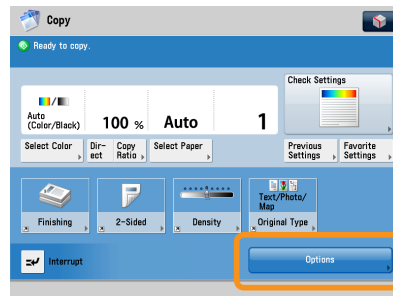 Copy
Ready to copy.
Check Settings
Auto
(Color/Black)
100 %
Auto
1
Select Color
Dir-
ect
Copy
Ratio
Select Paper
Previous
Settings
Favorite
Settings
Finishing
2-Sided
Density
Text/Photo/
Map
Original Type
Interrupt
Options